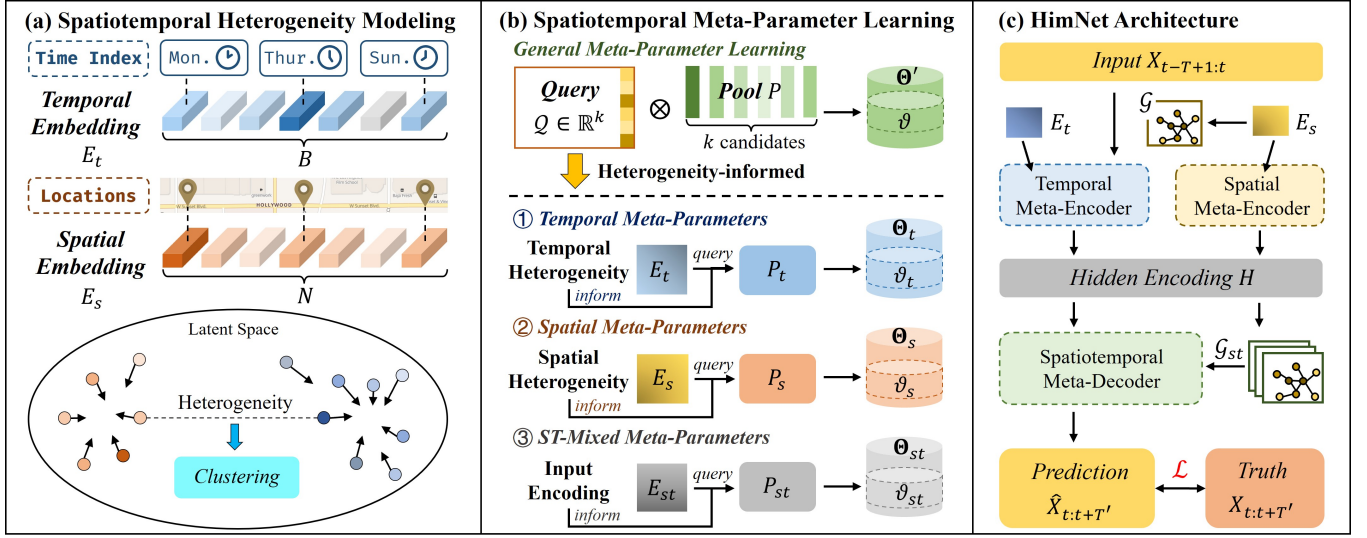 (a) Spatiotemporal Heterogeneity Modeling
Time Index
Mon.
Thur.
Sun.
Temporal
Embedding
E_t
B
Locations
HOLLYWOOD
W Sunset Blvd.
Spatial
Embedding
E_s
N
Latent Space
Heterogeneity
Clustering
(b) Spatiotemporal Meta-Parameter Learning
General Meta-Parameter Learning
Query
Q ∈ ℝ^k
⊗
Pool P
k candidates
Θ′
ϑ
Heterogeneity-informed
① Temporal Meta-Parameters
Temporal
Heterogeneity
inform
E_t
query
P_t
Θ_t
ϑ_t
② Spatial Meta-Parameters
Spatial
Heterogeneity
inform
E_s
query
P_s
Θ_s
ϑ_s
③ ST-Mixed Meta-Parameters
Input
Encoding
inform
E_st
query
P_st
Θ_st
ϑ_st
(c) HimNet Architecture
Input X_{t−T+1:t}
E_t
𝒢
E_s
Temporal
Meta-Encoder
Spatial
Meta-Encoder
Hidden Encoding H
Spatiotemporal
Meta-Decoder
𝒢_st
Prediction
X̂_{t:t+T′}
ℒ
Truth
X_{t:t+T′}